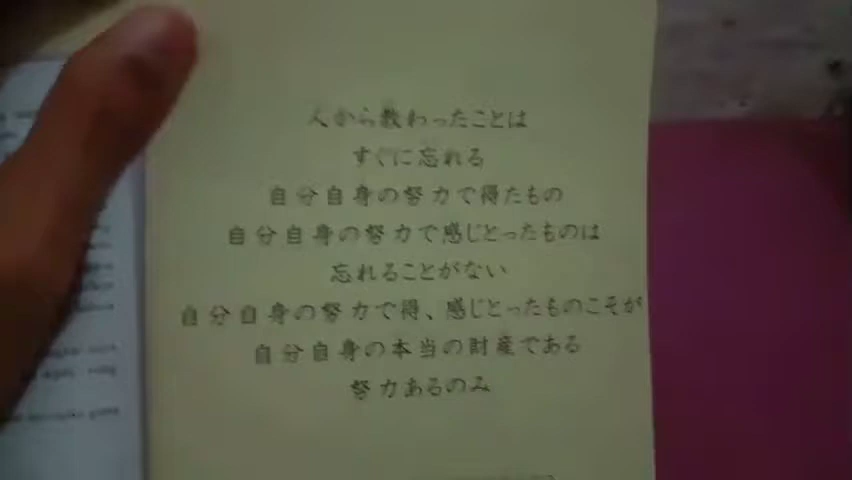 人から教わったことは
すぐに忘れる
自分自身の努力で得たもの
自分自身の努力で感じとったものは
忘れることがない
自分自身の努力で得、感じとったものこそが
自分自身の本当の財産である
努力あるのみ